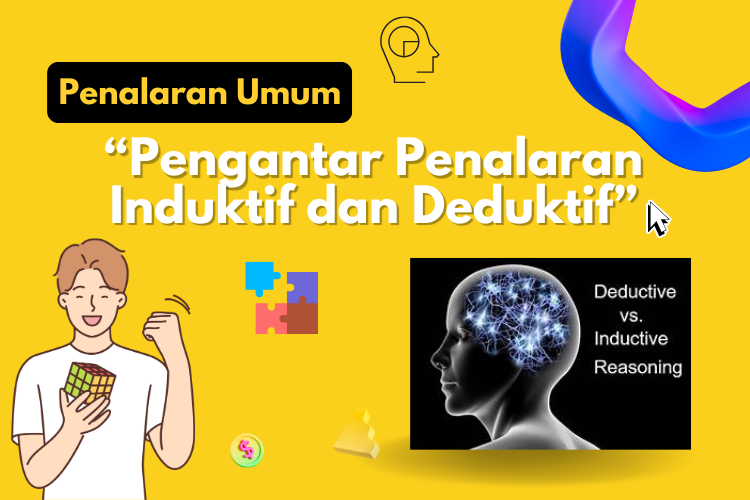 Penalaran Umum
“Pengantar Penalaran
Induktif dan Deduktif”
Deductive
vs.
Inductive
Reasoning